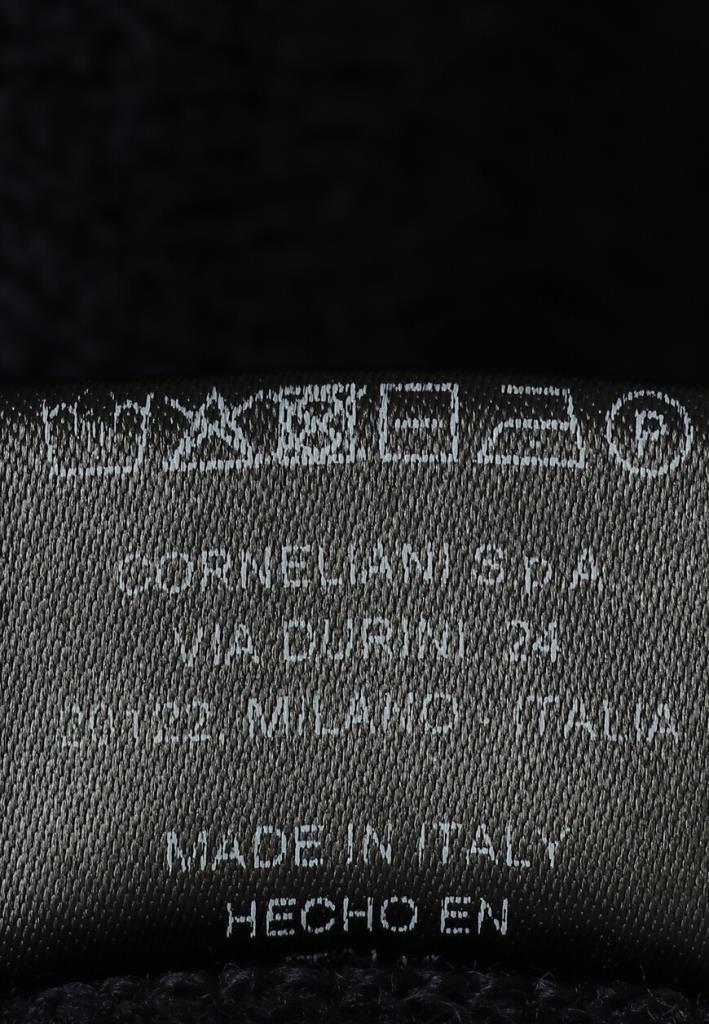 P
CORNELIANI S.p.A
VIA DURINI 24
20122, MILANO - ITALIA
MADE IN ITALY
HECHO EN